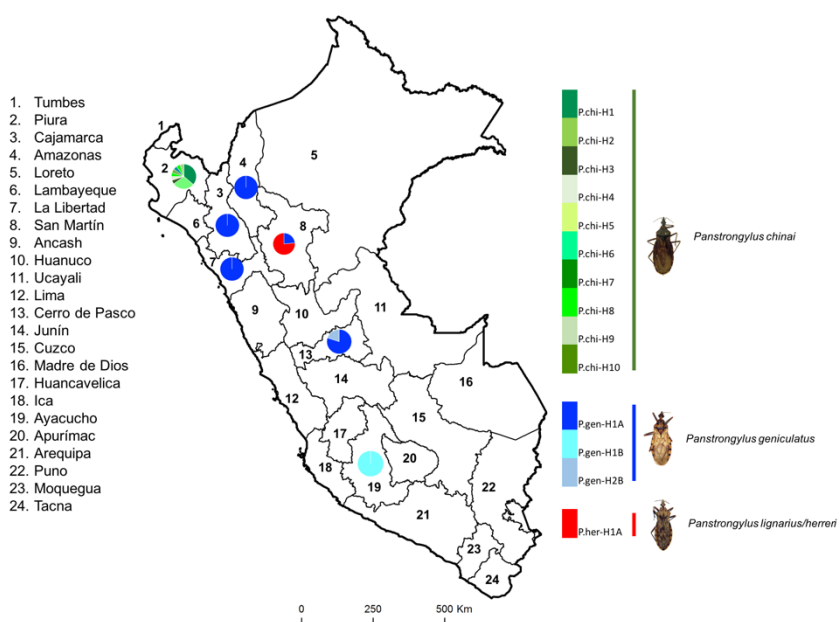 1. Tumbes
2. Piura
3. Cajamarca
4. Amazonas
5. Loreto
6. Lambayeque
7. La Libertad
8. San Martín
9. Ancash
10. Huanuco
11. Ucayali
12. Lima
13. Cerro de Pasco
14. Junín
15. Cuzco
16. Madre de Dios
17. Huancavelica
18. Ica
19. Ayacucho
20. Apurímac
21. Arequipa
22. Puno
23. Moquegua
24. Tacna
1
2
3
4
5
6
7
8
9
10
11
12
13
14
15
16
17
18
19
20
21
22
23
24
0 250 500 Km
P.chi-H1
P.chi-H2
P.chi-H3
P.chi-H4
P.chi-H5
P.chi-H6
P.chi-H7
P.chi-H8
P.chi-H9
P.chi-H10
Panstrongylus chinai
P.gen-H1A
P.gen-H1B
P.gen-H2B
Panstrongylus geniculatus
P.her-H1A
Panstrongylus lignarius/herreri